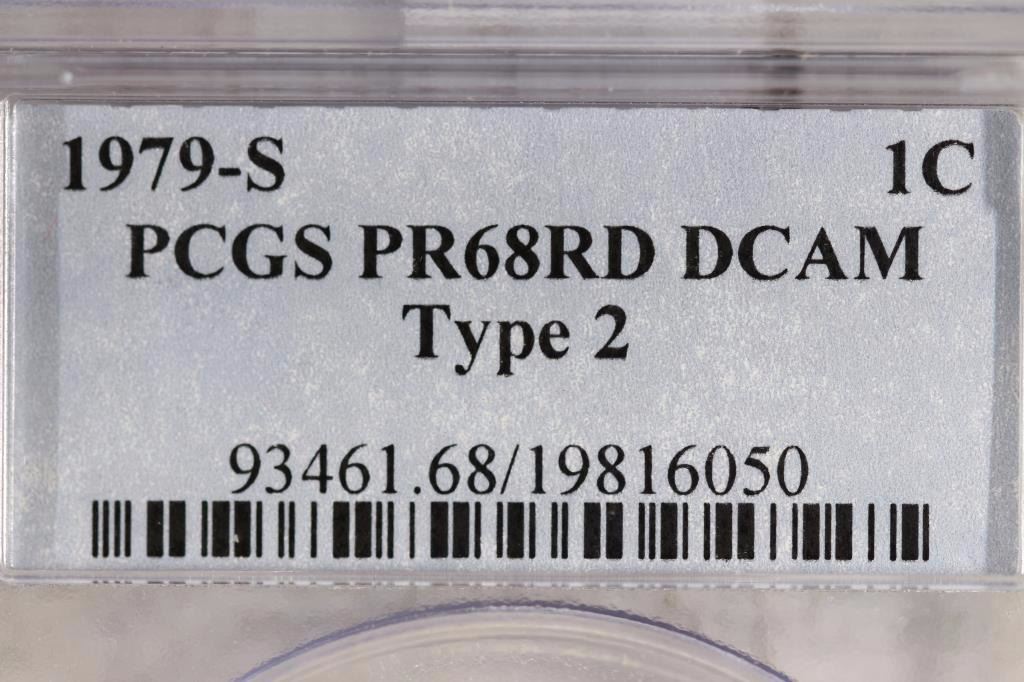 1979-S 1C
PCGS PR68RD DCAM
Type 2
93461.68/19816050